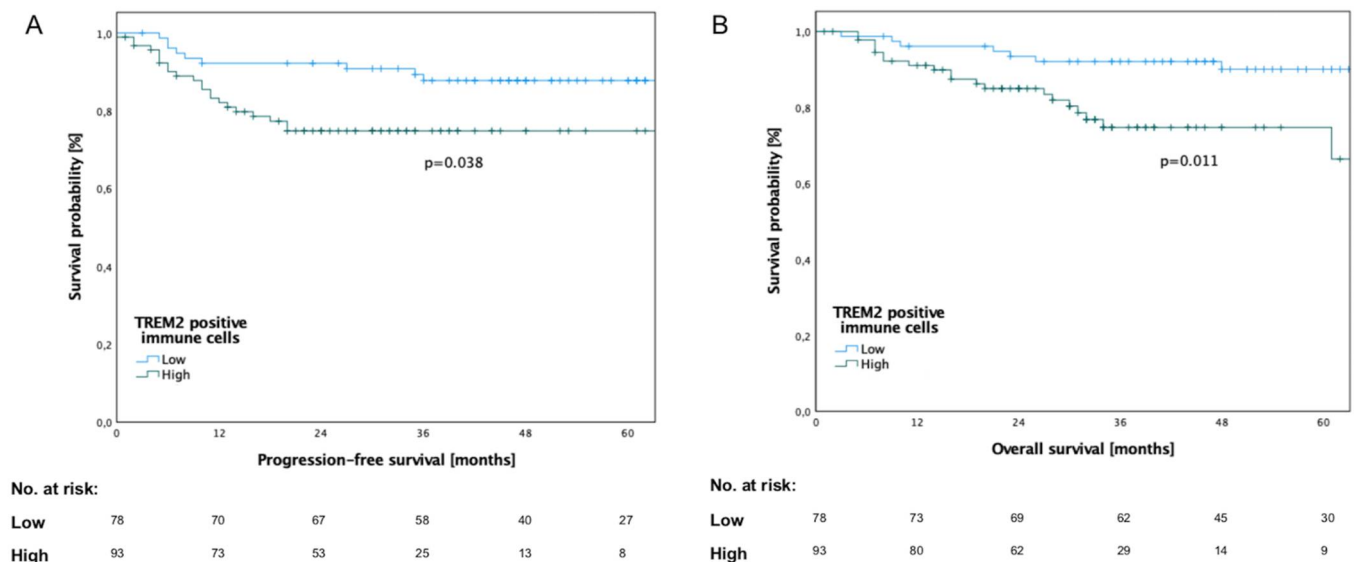 A
1,0
0,8
0,6
0,4
0,2
0,0
Survival probability [%]
p=0.038
TREM2 positive
immune cells
Low
High
0 12 24 36 48 60
Progression-free survival [months]
No. at risk:
Low 78 70 67 58 40 27
High 93 73 53 25 13 8
B
1,0
0,8
0,6
0,4
0,2
0,0
Survival probability [%]
p=0.011
TREM2 positive
immune cells
Low
High
0 12 24 36 48 60
Overall survival [months]
No. at risk:
Low 78 73 69 62 45 30
High 93 80 62 29 14 9